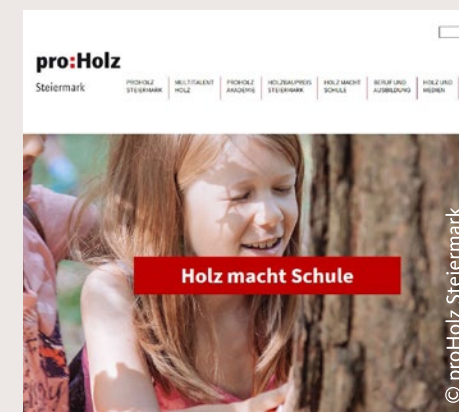 pro:Holz
Steiermark
PROHOLZ STEIERMARK
MULTITALENT HOLZ
PROHOLZ AKADEMIE
HOLZBAUPREIS STEIERMARK
HOLZ MACHT SCHULE
BERUF UND AUSBILDUNG
HOLZ UND MEDIEN
Holz macht Schule
© proHolz Steiermark